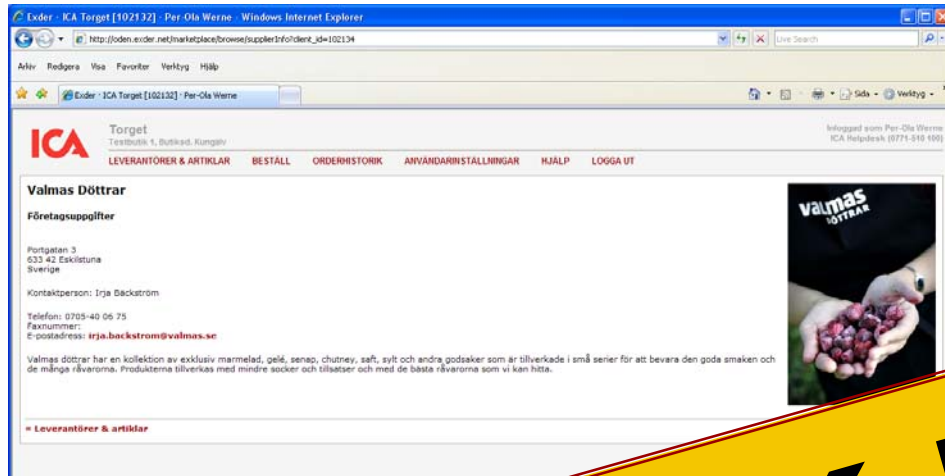 Exder - ICA Torget [102132] - Per-Ola Werne - Windows Internet Explorer
http://oden.exder.net/marketplace/browse/supplierInfo?client_id=102134
Live Search
Arkiv Redigera Visa Favoriter Verktyg Hjälp
Exder - ICA Torget [102132] - Per-Ola Werne
Sida Verktyg
ICA
Torget
Testbutik 1, Butiksd. Kungälv
Inloggad som Per-Ola Werne
ICA Helpdesk (0771-510 100)
LEVERANTÖRER & ARTIKLAR BESTÄLL ORDERHISTORIK ANVÄNDARINSTÄLLNINGAR HJÄLP LOGGA UT
Valmas Döttrar
Företagsuppgifter
Portgatan 3
633 42 Eskilstuna
Sverige
Kontaktperson: Irja Bäckström
Telefon: 0705-40 06 75
Faxnummer:
E-postadress: irja.backstrom@valmas.se
Valmas döttrar har en kollektion av exklusiv marmelad, gelé, senap, chutney, saft, sylt och andra godsaker som är tillverkade i små serier för att bevara den goda smaken och
de många råvarorna. Produkterna tillverkas med mindre socker och tillsatser och med de bästa råvarorna som vi kan hitta.
valmas
DÖTTRAR
« Leverantörer & artiklar